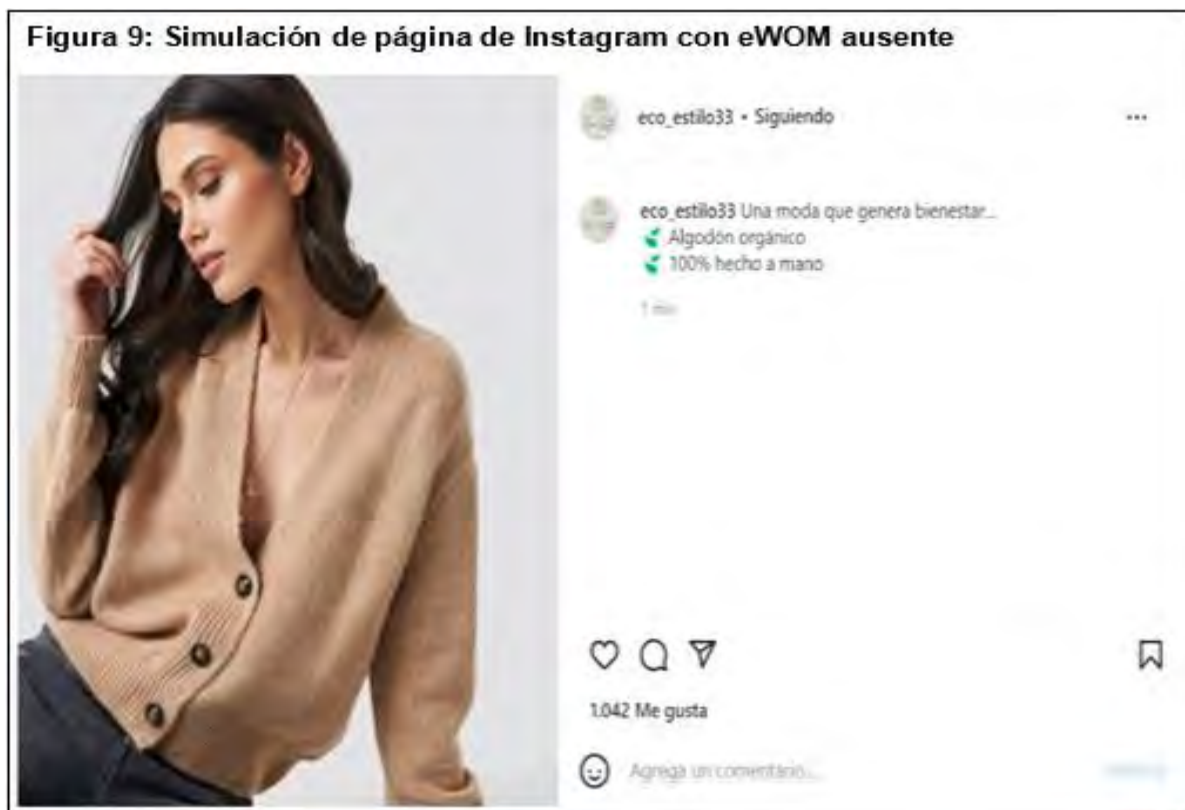 Figura 9: Simulación de página de Instagram con eWOM ausente
eco_estilo33 • Siguiendo
eco_estilo33 Una moda que genera bienestar...
Algodón orgánico
100% hecho a mano
1.042 Me gusta
Agrega un comentario...